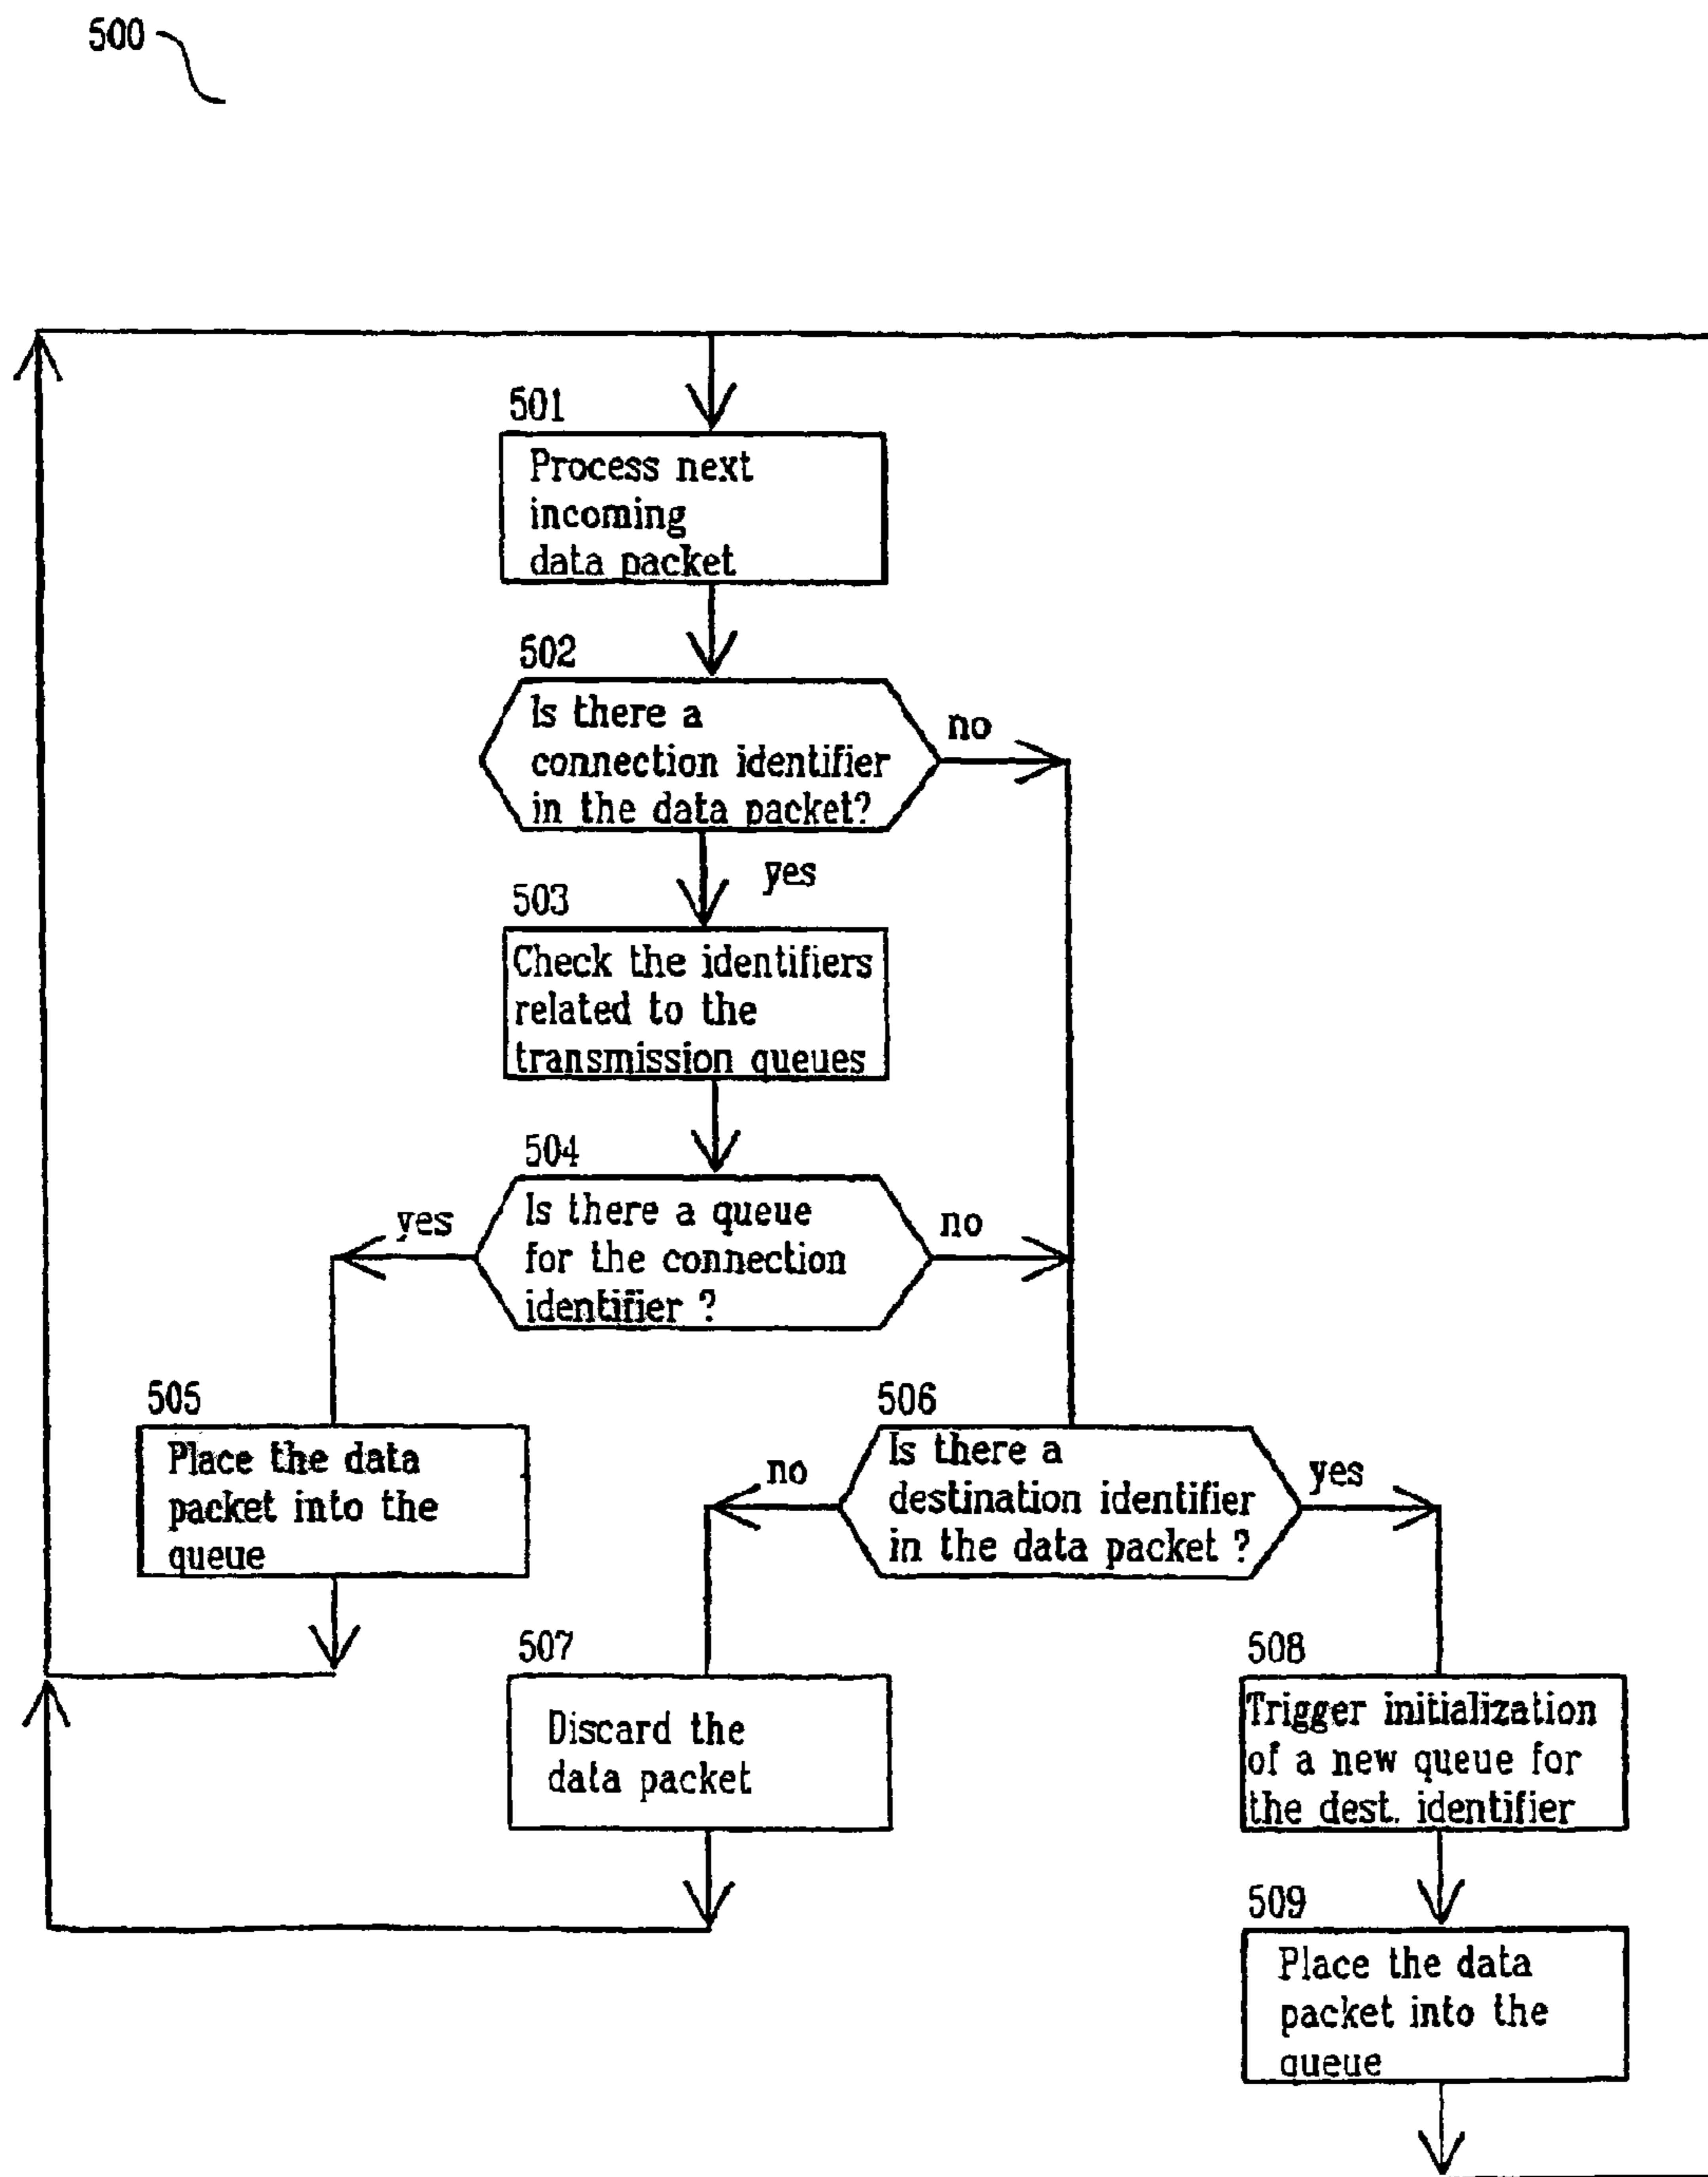 500
501
Process next
incoming
data packet
502
Is there a
connection identifier
in the data packet?
no
yes
503
Check the identifiers
related to the
transmission queues
504
Is there a queue
for the connection
identifier ?
yes
no
505
Place the data
packet into the
queue
506
Is there a
destination identifier
in the data packet ?
no
yes
507
Discard the
data packet
508
Trigger initialization
of a new queue for
the dest. identifier
509
Place the data
packet into the
queue